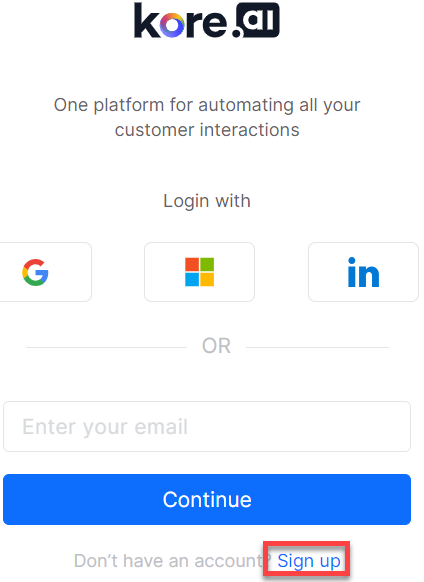 kore.ai
One platform for automating all your
customer interactions
Login with
OR
Enter your email
Continue
Don't have an account? Sign up